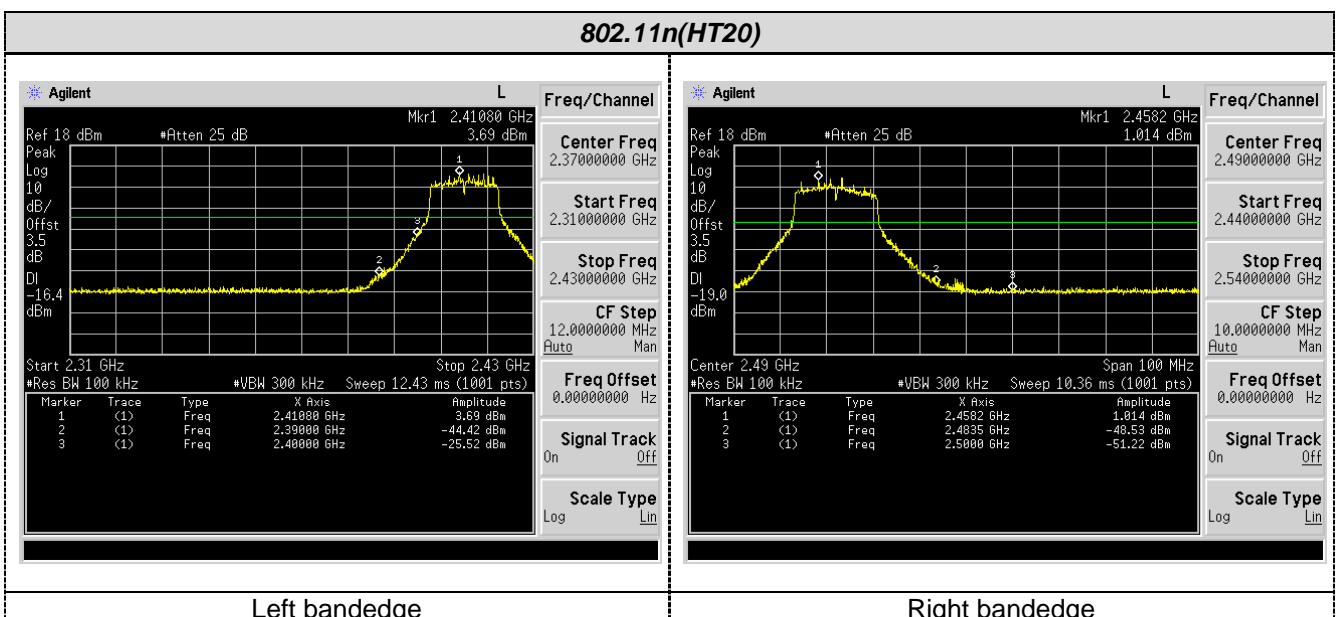 802.11n(HT20)
Agilent L
Mkr1 2.41080 GHz
Ref 18 dBm #Atten 25 dB 3.69 dBm
Peak
Log
10
dB/
Offst
3.5
dB
DI
-16.4
dBm
1
2
3
Start 2.31 GHz Stop 2.43 GHz
#Res BW 100 kHz #VBW 300 kHz Sweep 12.43 ms (1001 pts)
Marker Trace Type X Axis Amplitude
1 (1) Freq 2.41080 GHz 3.69 dBm
2 (1) Freq 2.39000 GHz -44.42 dBm
3 (1) Freq 2.40000 GHz -25.52 dBm
Freq/Channel
Center Freq
2.37000000 GHz
Start Freq
2.31000000 GHz
Stop Freq
2.43000000 GHz
CF Step
12.0000000 MHz
Auto Man
Freq Offset
0.00000000 Hz
Signal Track
On Off
Scale Type
Log Lin
Agilent L
Mkr1 2.4582 GHz
Ref 18 dBm #Atten 25 dB 1.014 dBm
Peak
Log
10
dB/
Offst
3.5
dB
DI
-19.0
dBm
1
2
3
Center 2.49 GHz Span 100 MHz
#Res BW 100 kHz #VBW 300 kHz Sweep 10.36 ms (1001 pts)
Marker Trace Type X Axis Amplitude
1 (1) Freq 2.4582 GHz 1.014 dBm
2 (1) Freq 2.4835 GHz -48.53 dBm
3 (1) Freq 2.5000 GHz -51.22 dBm
Freq/Channel
Center Freq
2.49000000 GHz
Start Freq
2.44000000 GHz
Stop Freq
2.54000000 GHz
CF Step
10.0000000 MHz
Auto Man
Freq Offset
0.00000000 Hz
Signal Track
On Off
Scale Type
Log Lin
Left bandedge Right bandedge